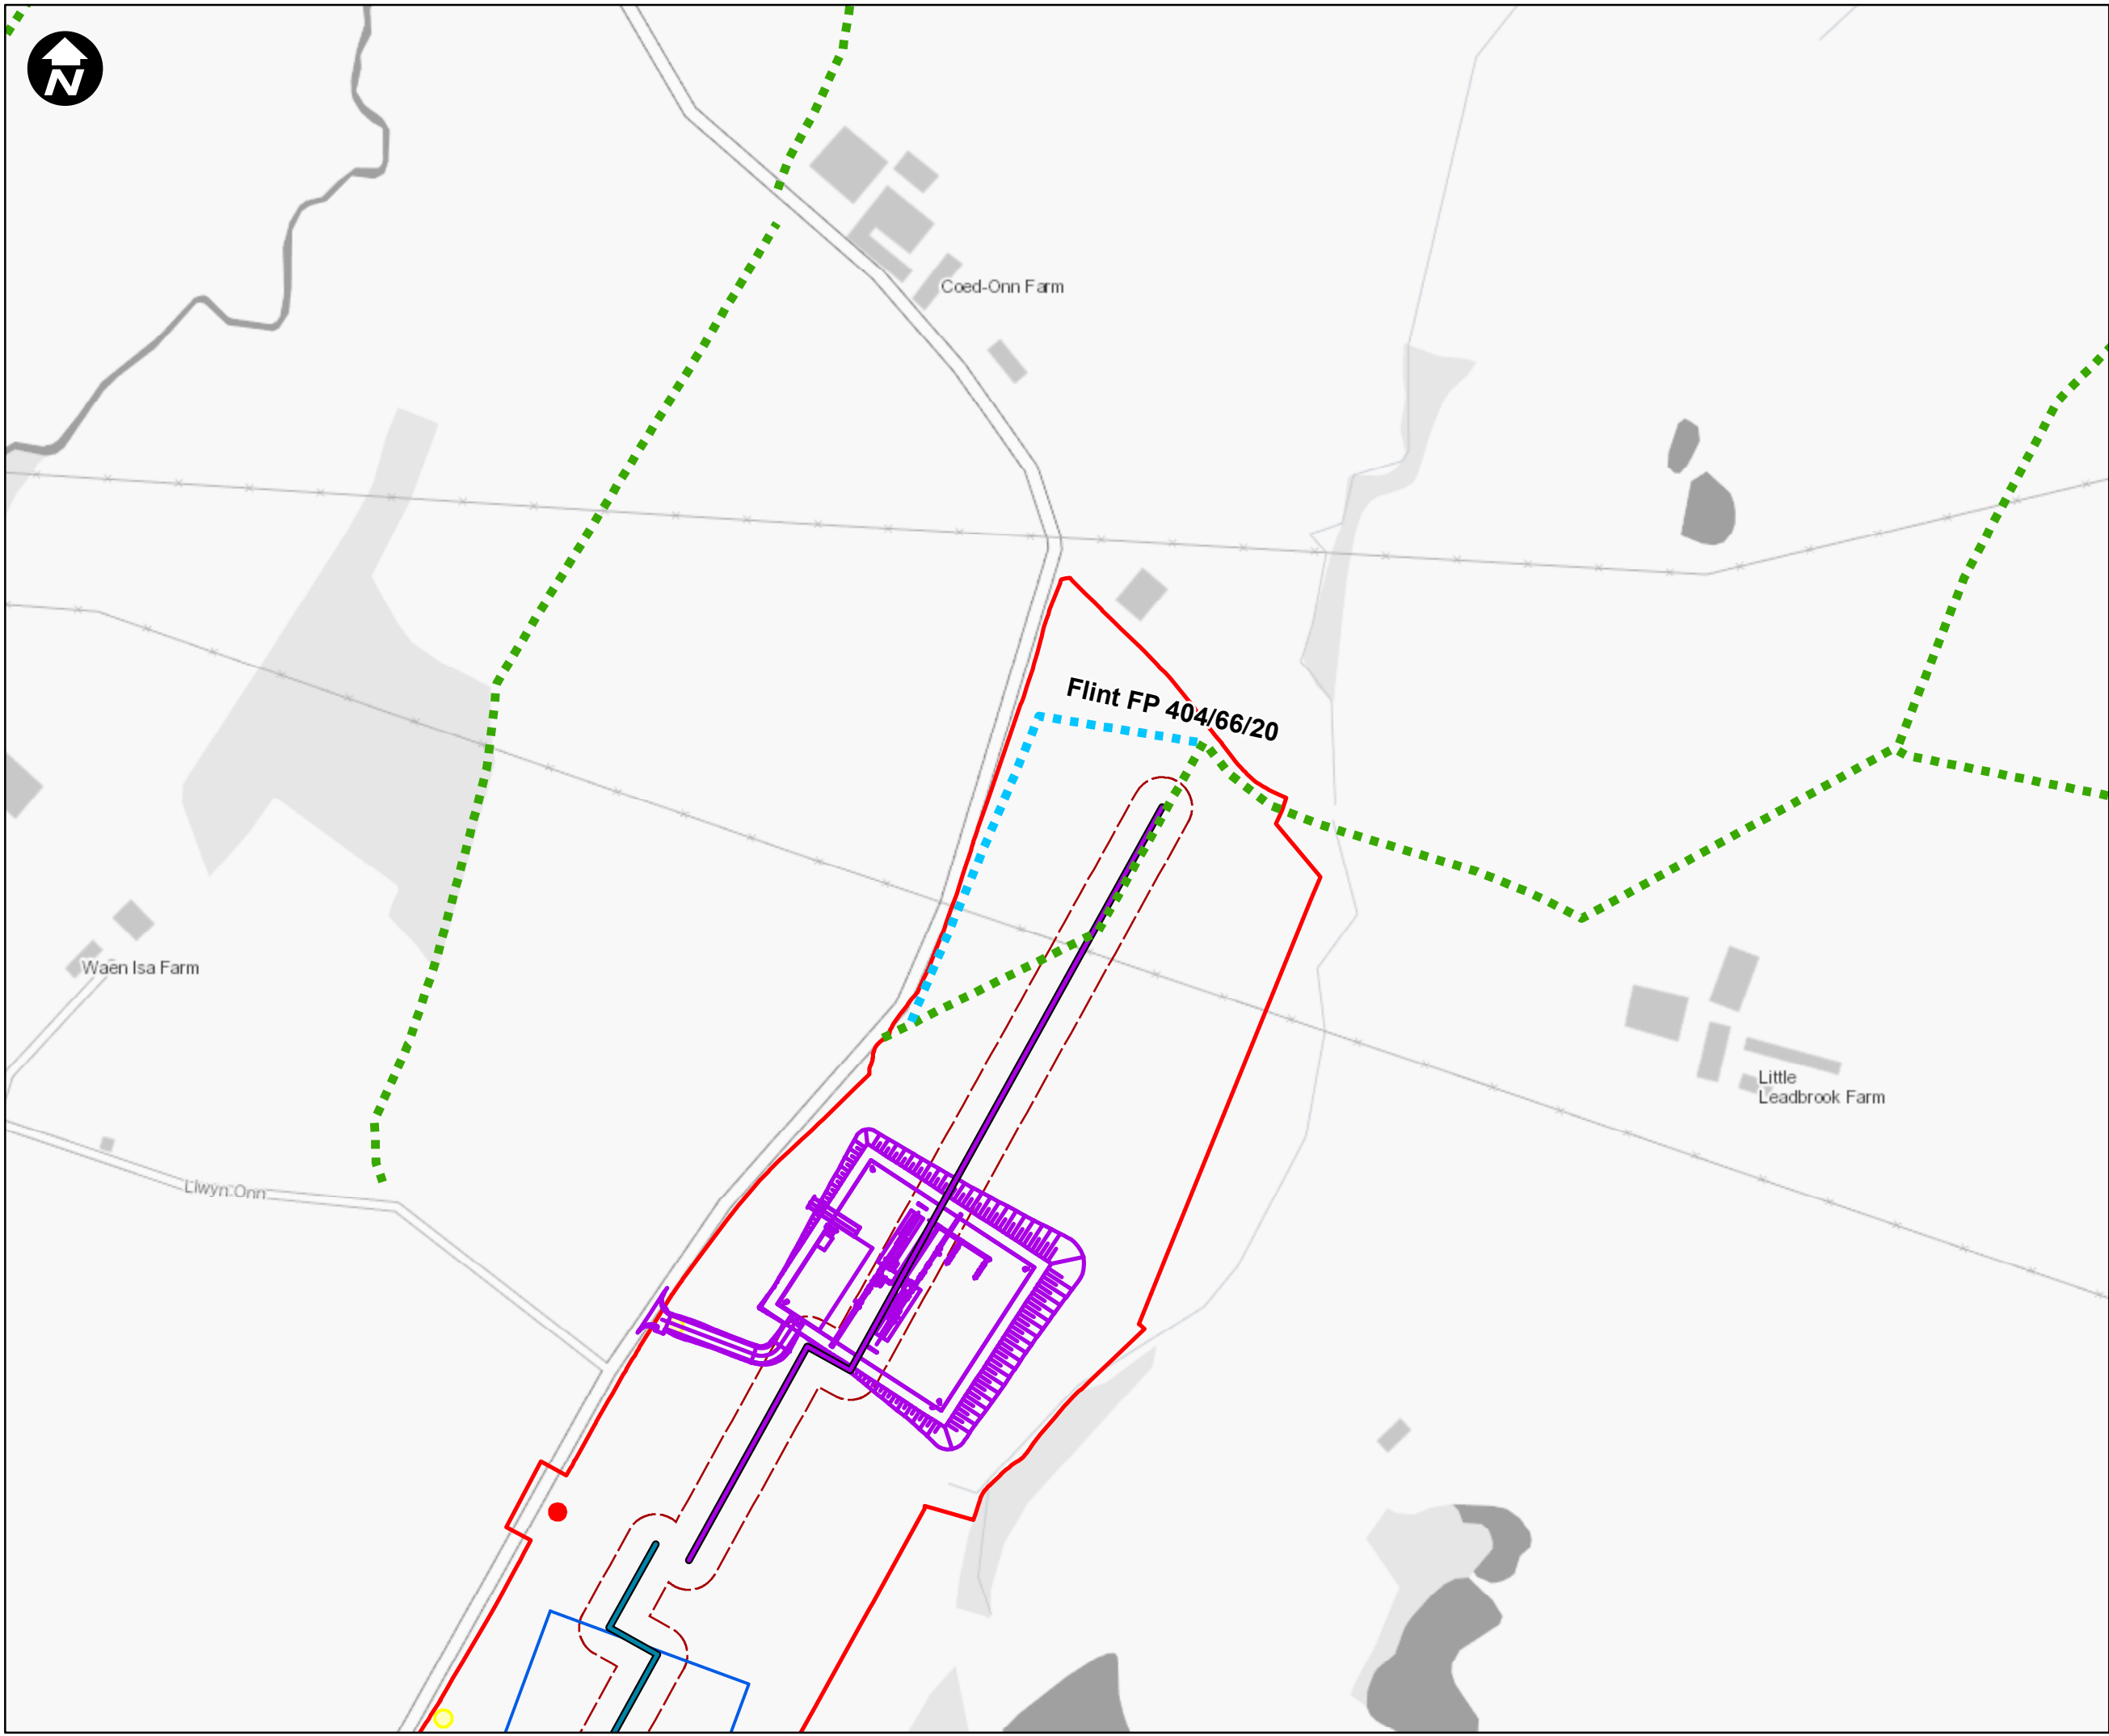 N
Coed-Onn Farm
Flint FP 404/66/20
Waen Isa Farm
Little
Leadbrook Farm
Llwyn Onn